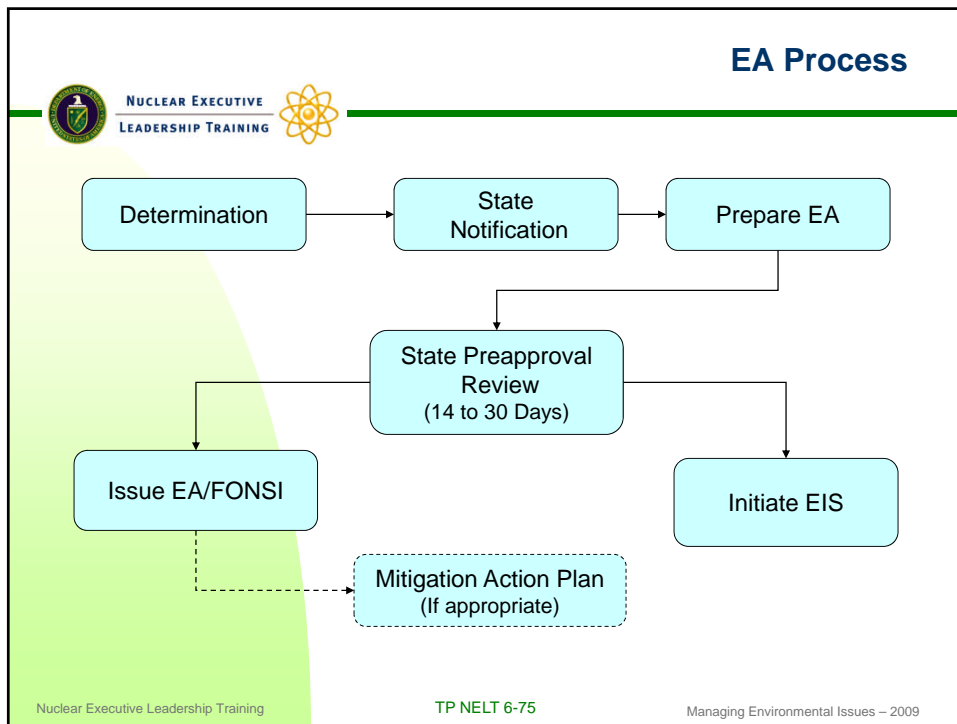 EA Process
NUCLEAR EXECUTIVE
LEADERSHIP TRAINING
Determination
State
Notification
Prepare EA
State Preapproval
Review
(14 to 30 Days)
Issue EA/FONSI
Initiate EIS
Mitigation Action Plan
(If appropriate)
Nuclear Executive Leadership Training
TP NELT 6-75
Managing Environmental Issues – 2009